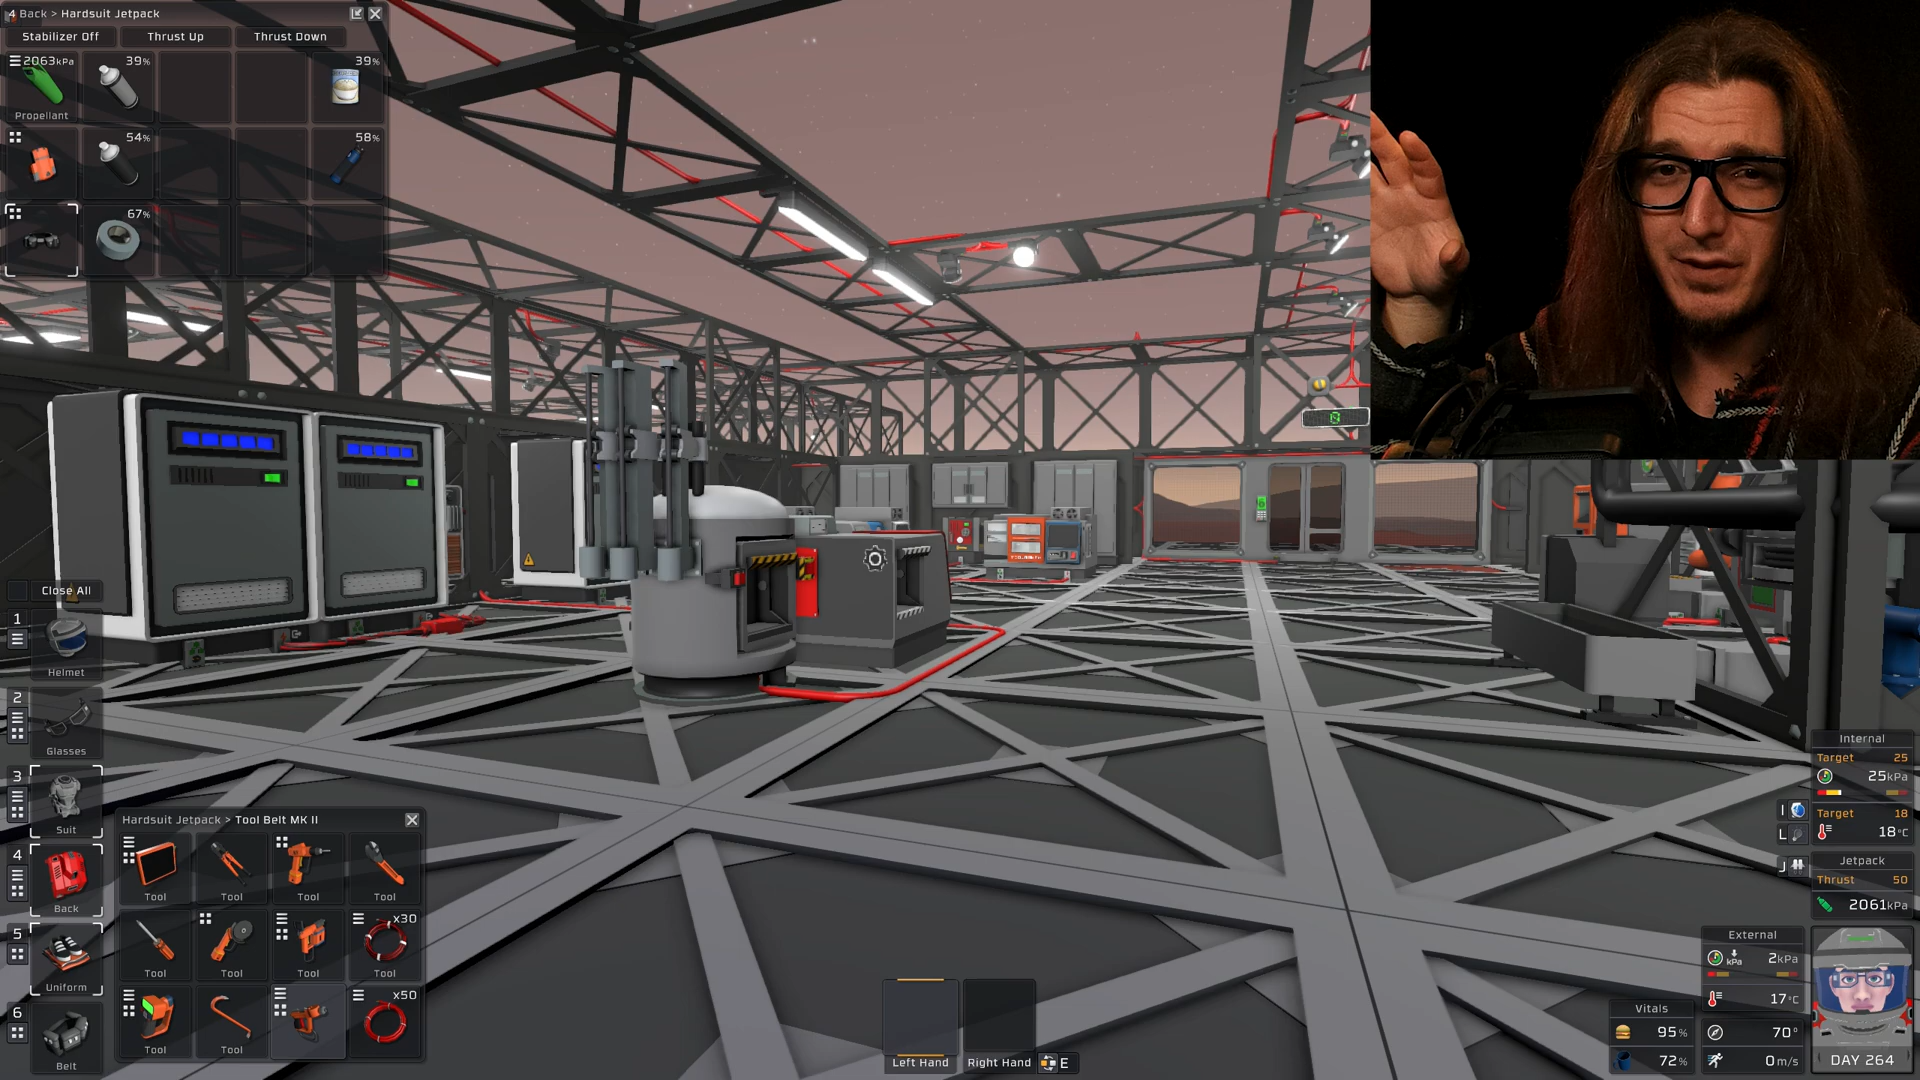 4 Back > Hardsuit Jetpack
Stabilizer Off
Thrust Up
Thrust Down
2063kPa
39%
39%
Propellant
54%
58%
67%
Close All
1
Helmet
2
Glasses
3
Suit
4
Back
5
Uniform
6
Belt
Hardsuit Jetpack > Tool Belt MK II
Tool
Tool
Tool
Tool
x30
Tool
Tool
Tool
Tool
x50
Tool
Tool
Left Hand
Right Hand
E
Internal
Target 25
25kPa
Target 18
18°C
I
L
J
Jetpack
Thrust 50
2061kPa
External
kPa
2kPa
17°C
Vitals
95%
70°
72%
0m/s
DAY 264